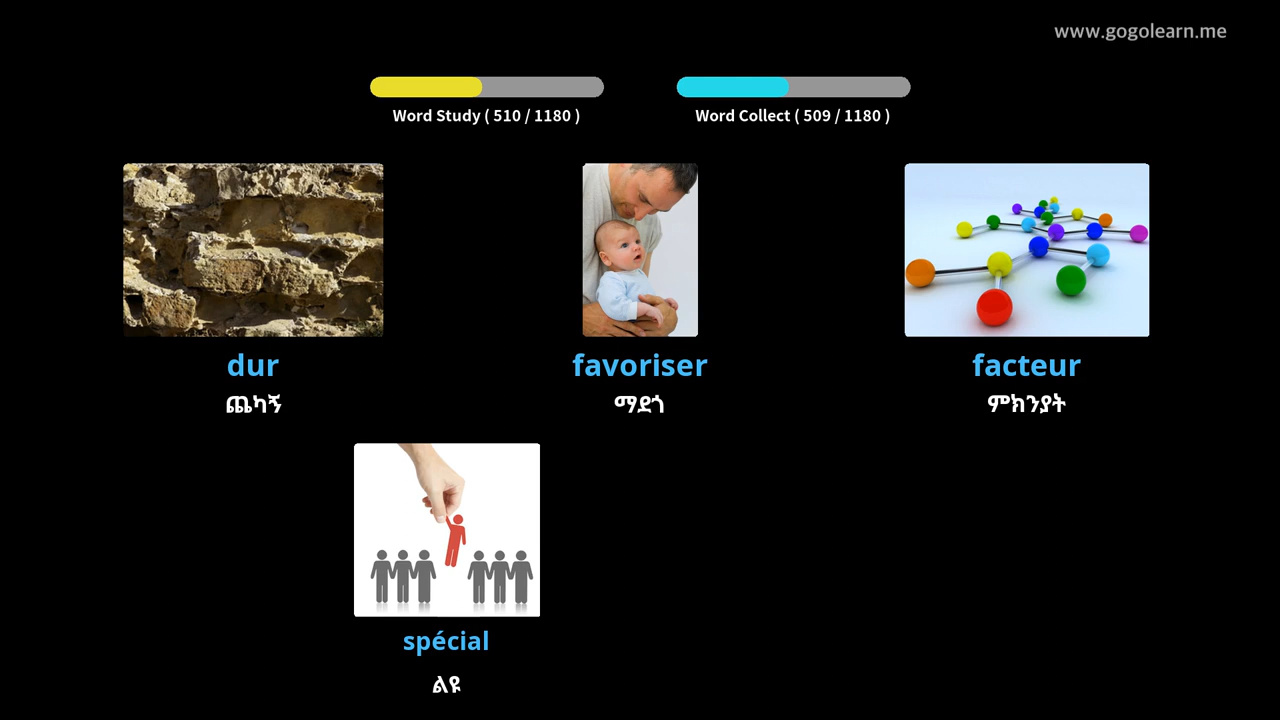 www.gogolearn.me
Word Study ( 510 / 1180 )
Word Collect ( 509 / 1180 )
dur
favoriser
facteur
ጨካኝ
ማደጎ
ምክንያት
spécial
ልዩ